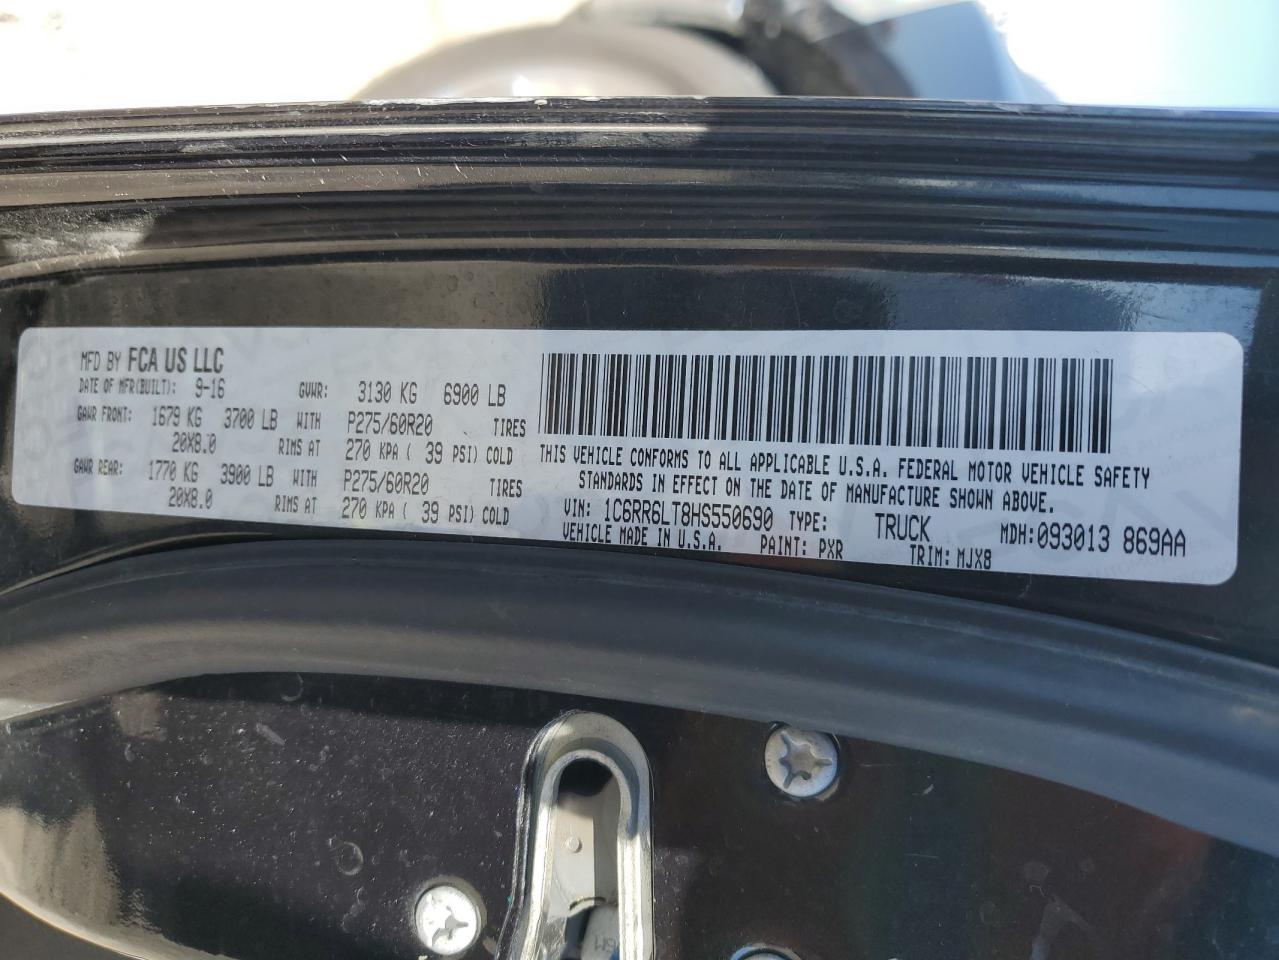 MFD BY FCA US LLC
DATE OF MFR(BUILT): 9-16 GVWR: 3130 KG 6900 LB
GAWR FRONT: 1679 KG 3700 LB WITH P275/60R20 TIRES
20X8.0 RIMS AT 270 KPA ( 39 PSI) COLD
GAWR REAR: 1770 KG 3900 LB WITH P275/60R20 TIRES
20X8.0 RIMS AT 270 KPA ( 39 PSI) COLD
THIS VEHICLE CONFORMS TO ALL APPLICABLE U.S.A. FEDERAL MOTOR VEHICLE SAFETY
STANDARDS IN EFFECT ON THE DATE OF MANUFACTURE SHOWN ABOVE.
VIN: 1C6RR6LT8HS550690 TYPE: TRUCK MDH:093013 869AA
VEHICLE MADE IN U.S.A. PAINT: PXR TRIM: MJX8